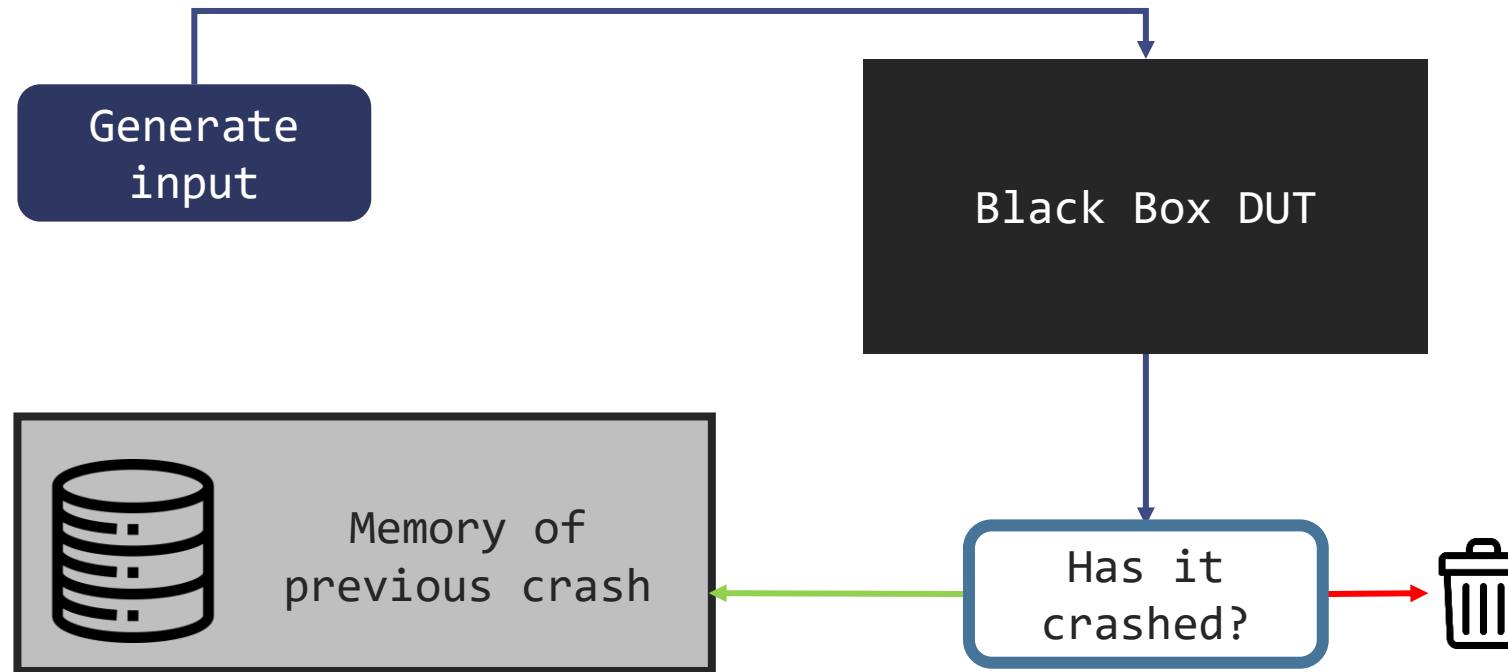 Generate
input
Black Box DUT
Memory of
previous crash
Has it
crashed?